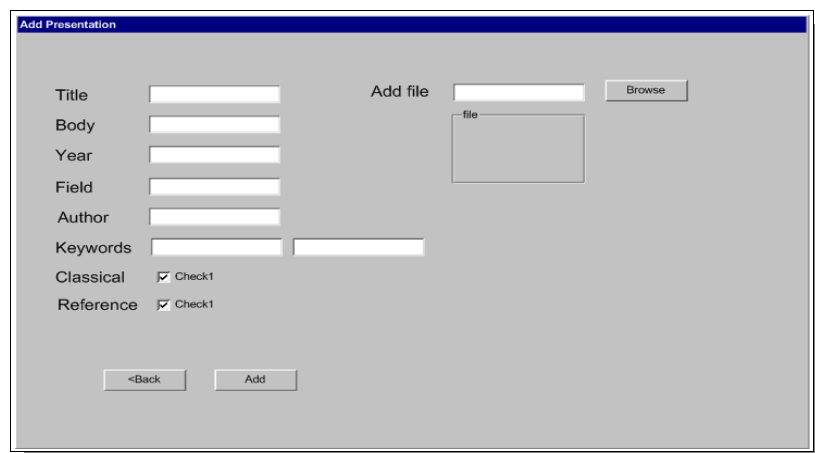 Add Presentation
Title
Add file
Browse
Body
file
Year
Field
Author
Keywords
Classical
Check1
Reference
Check1
<Back
Add